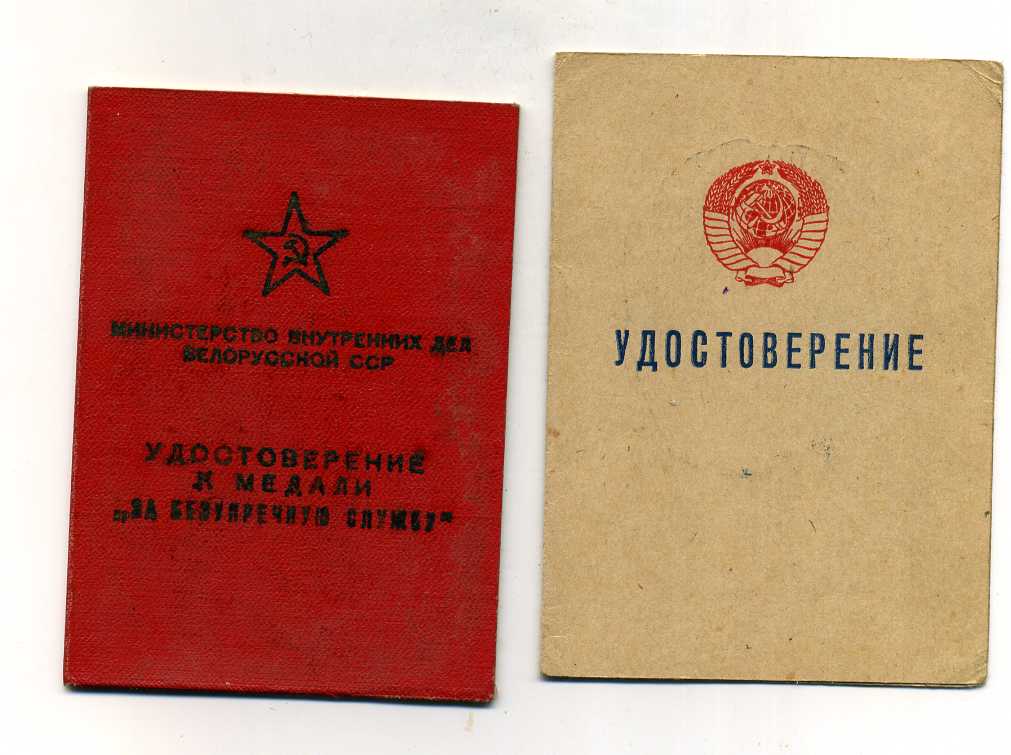 МИНИСТЕРСТВО ВНУТРЕННИХ ДЕЛ
БЕЛОРУССКОЙ ССР
УДОСТОВЕРЕНИЕ
К МЕДАЛИ
„ЗА БЕЗУПРЕЧНУЮ СЛУЖБУ"
УДОСТОВЕРЕНИЕ